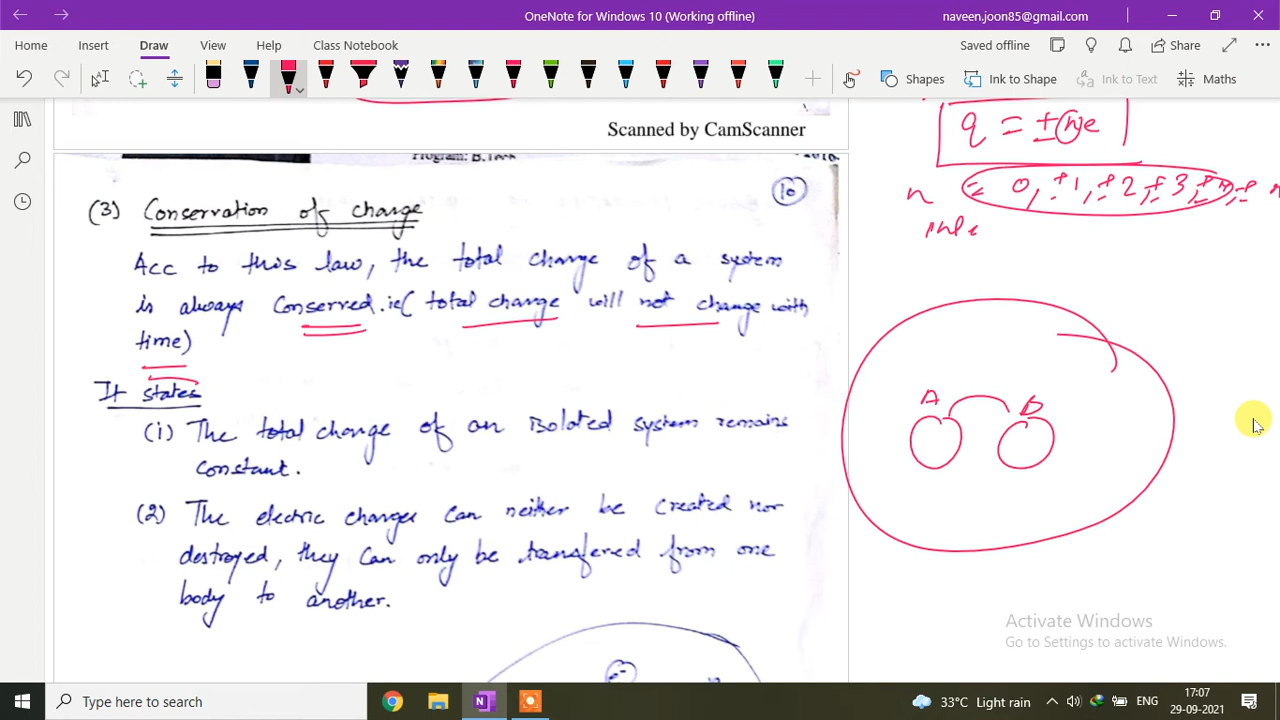 OneNote for Windows 10 (Working offline)
naveen.joon85@gmail.com
Home Insert Draw View Help Class Notebook
Saved offline
Share
Shapes
Ink to Shape
Ink to Text
Maths
Scanned by CamScanner
q = ±ne
n = 0, ±1, ±2, ±3, ±
10
(3) Conservation of charge
Acc to this law, the total charge of a system
is always Conserved. ie( total charge will not change with
time)
It states
(i) The total charge of an Isolated system remains
constant.
(2) The electric charges Can neither be created nor
destroyed, they Can only be transferred from one
body to another.
A B
Activate Windows
Go to Settings to activate Windows.
Type here to search
33°C Light rain
ENG
17:07
29-09-2021